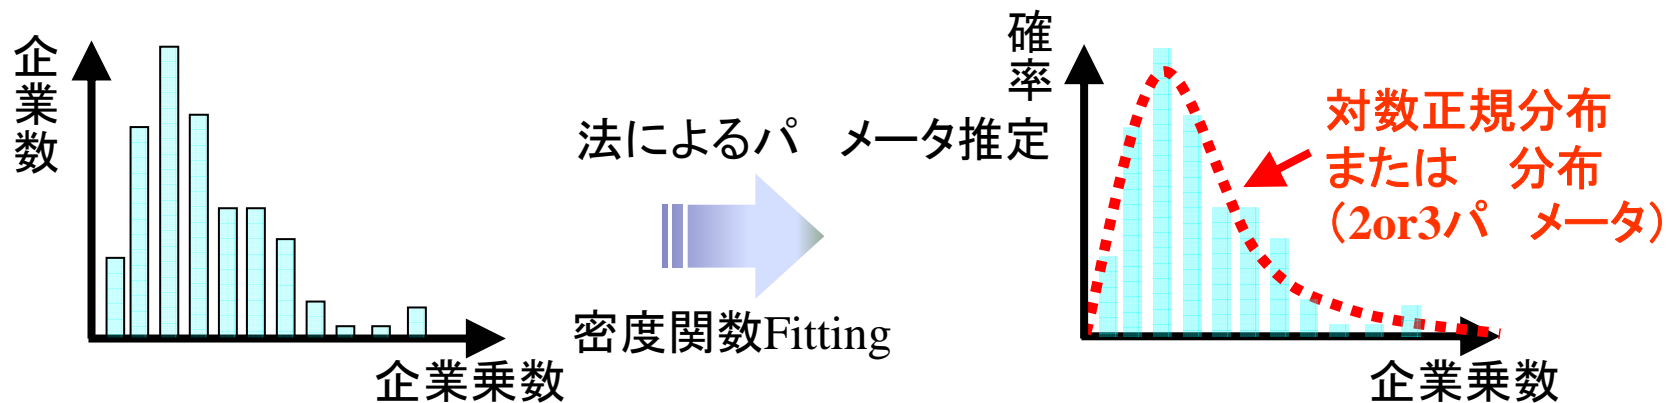 企業数
企業乗数
法によるパ　メータ推定
密度関数Fitting
確率
企業乗数
対数正規分布
または　分布
（2or3パ　メータ）